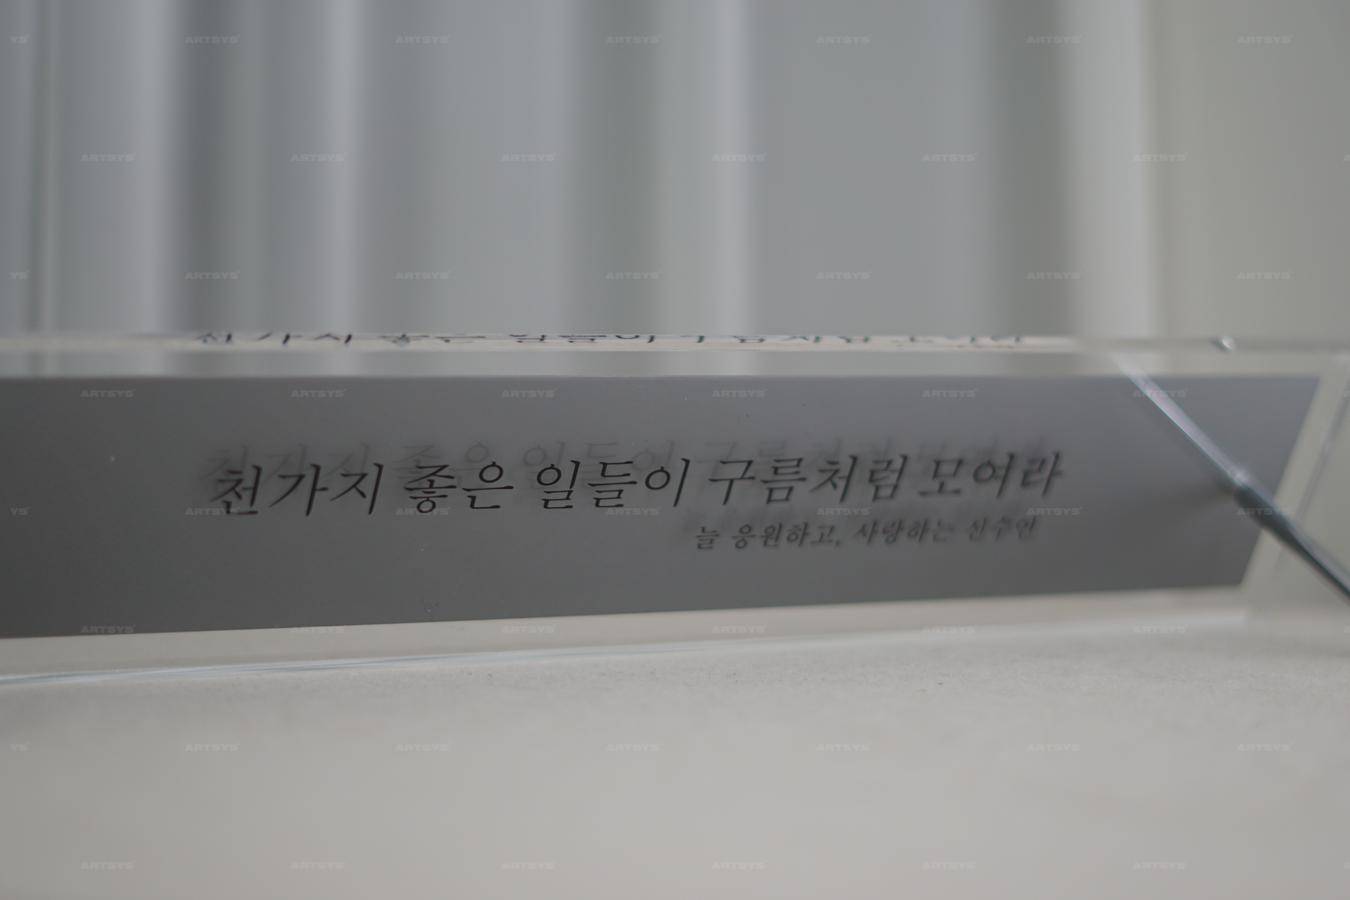 천가지 좋은 일들이 구름처럼 모여라
늘 응원하고, 사랑하는